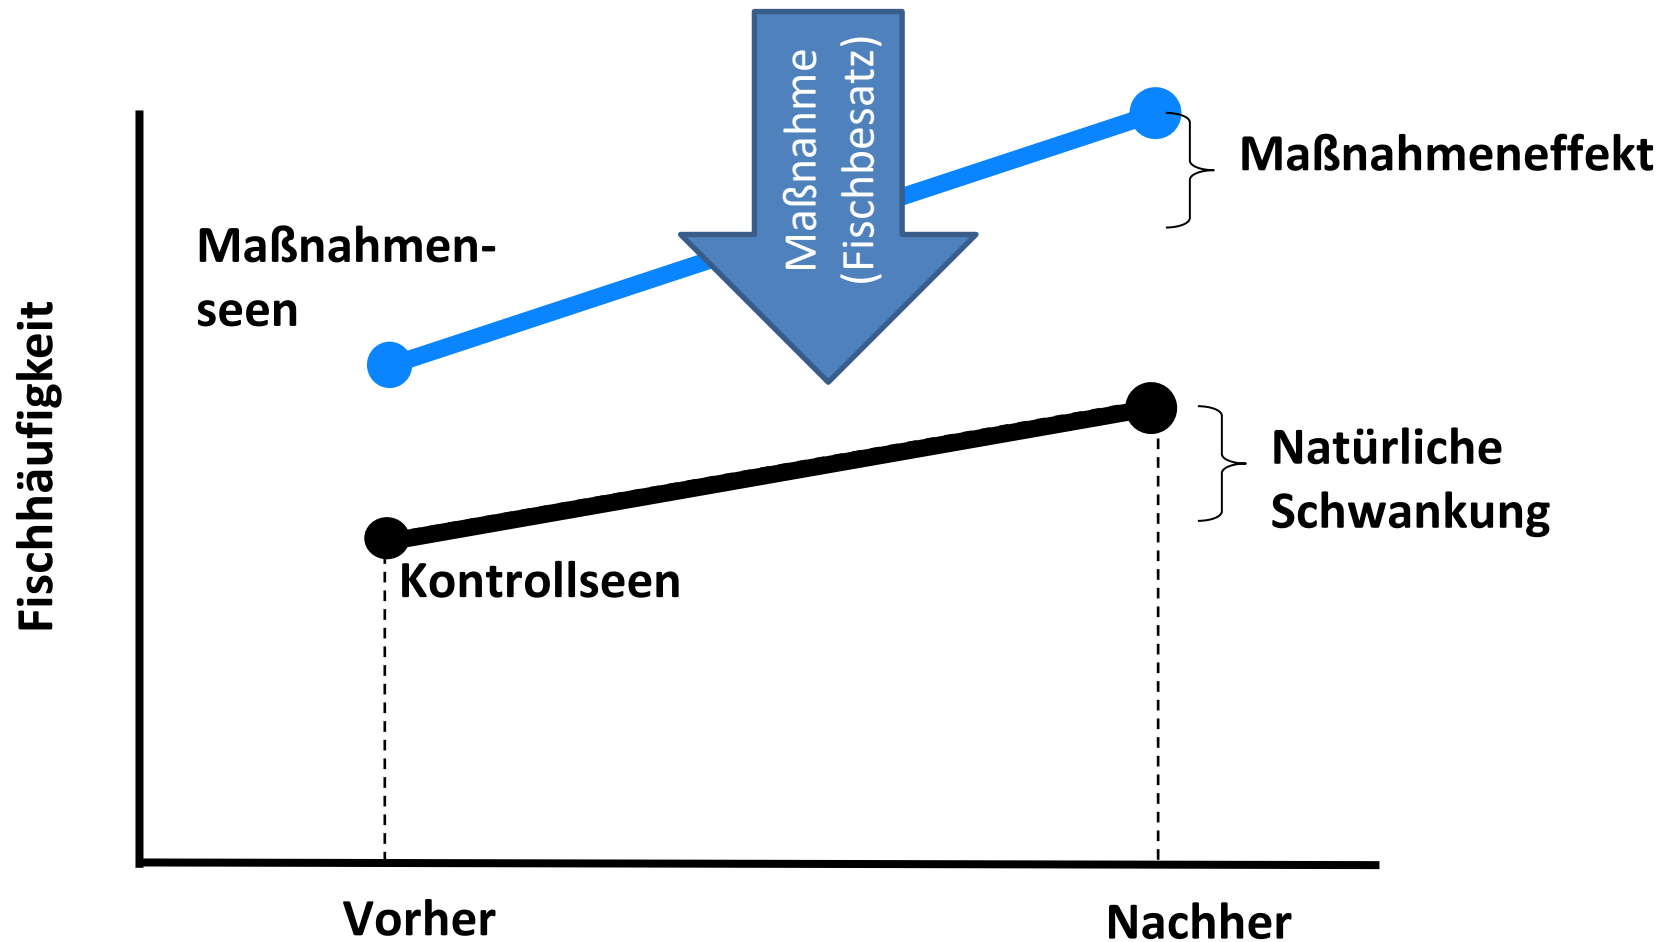 Maßnahme
(Fischbesatz)
Maßnahmeneffekt
Maßnahmen-
seen
Fischhäufigkeit
Natürliche
Schwankung
Kontrollseen
Vorher
Nachher